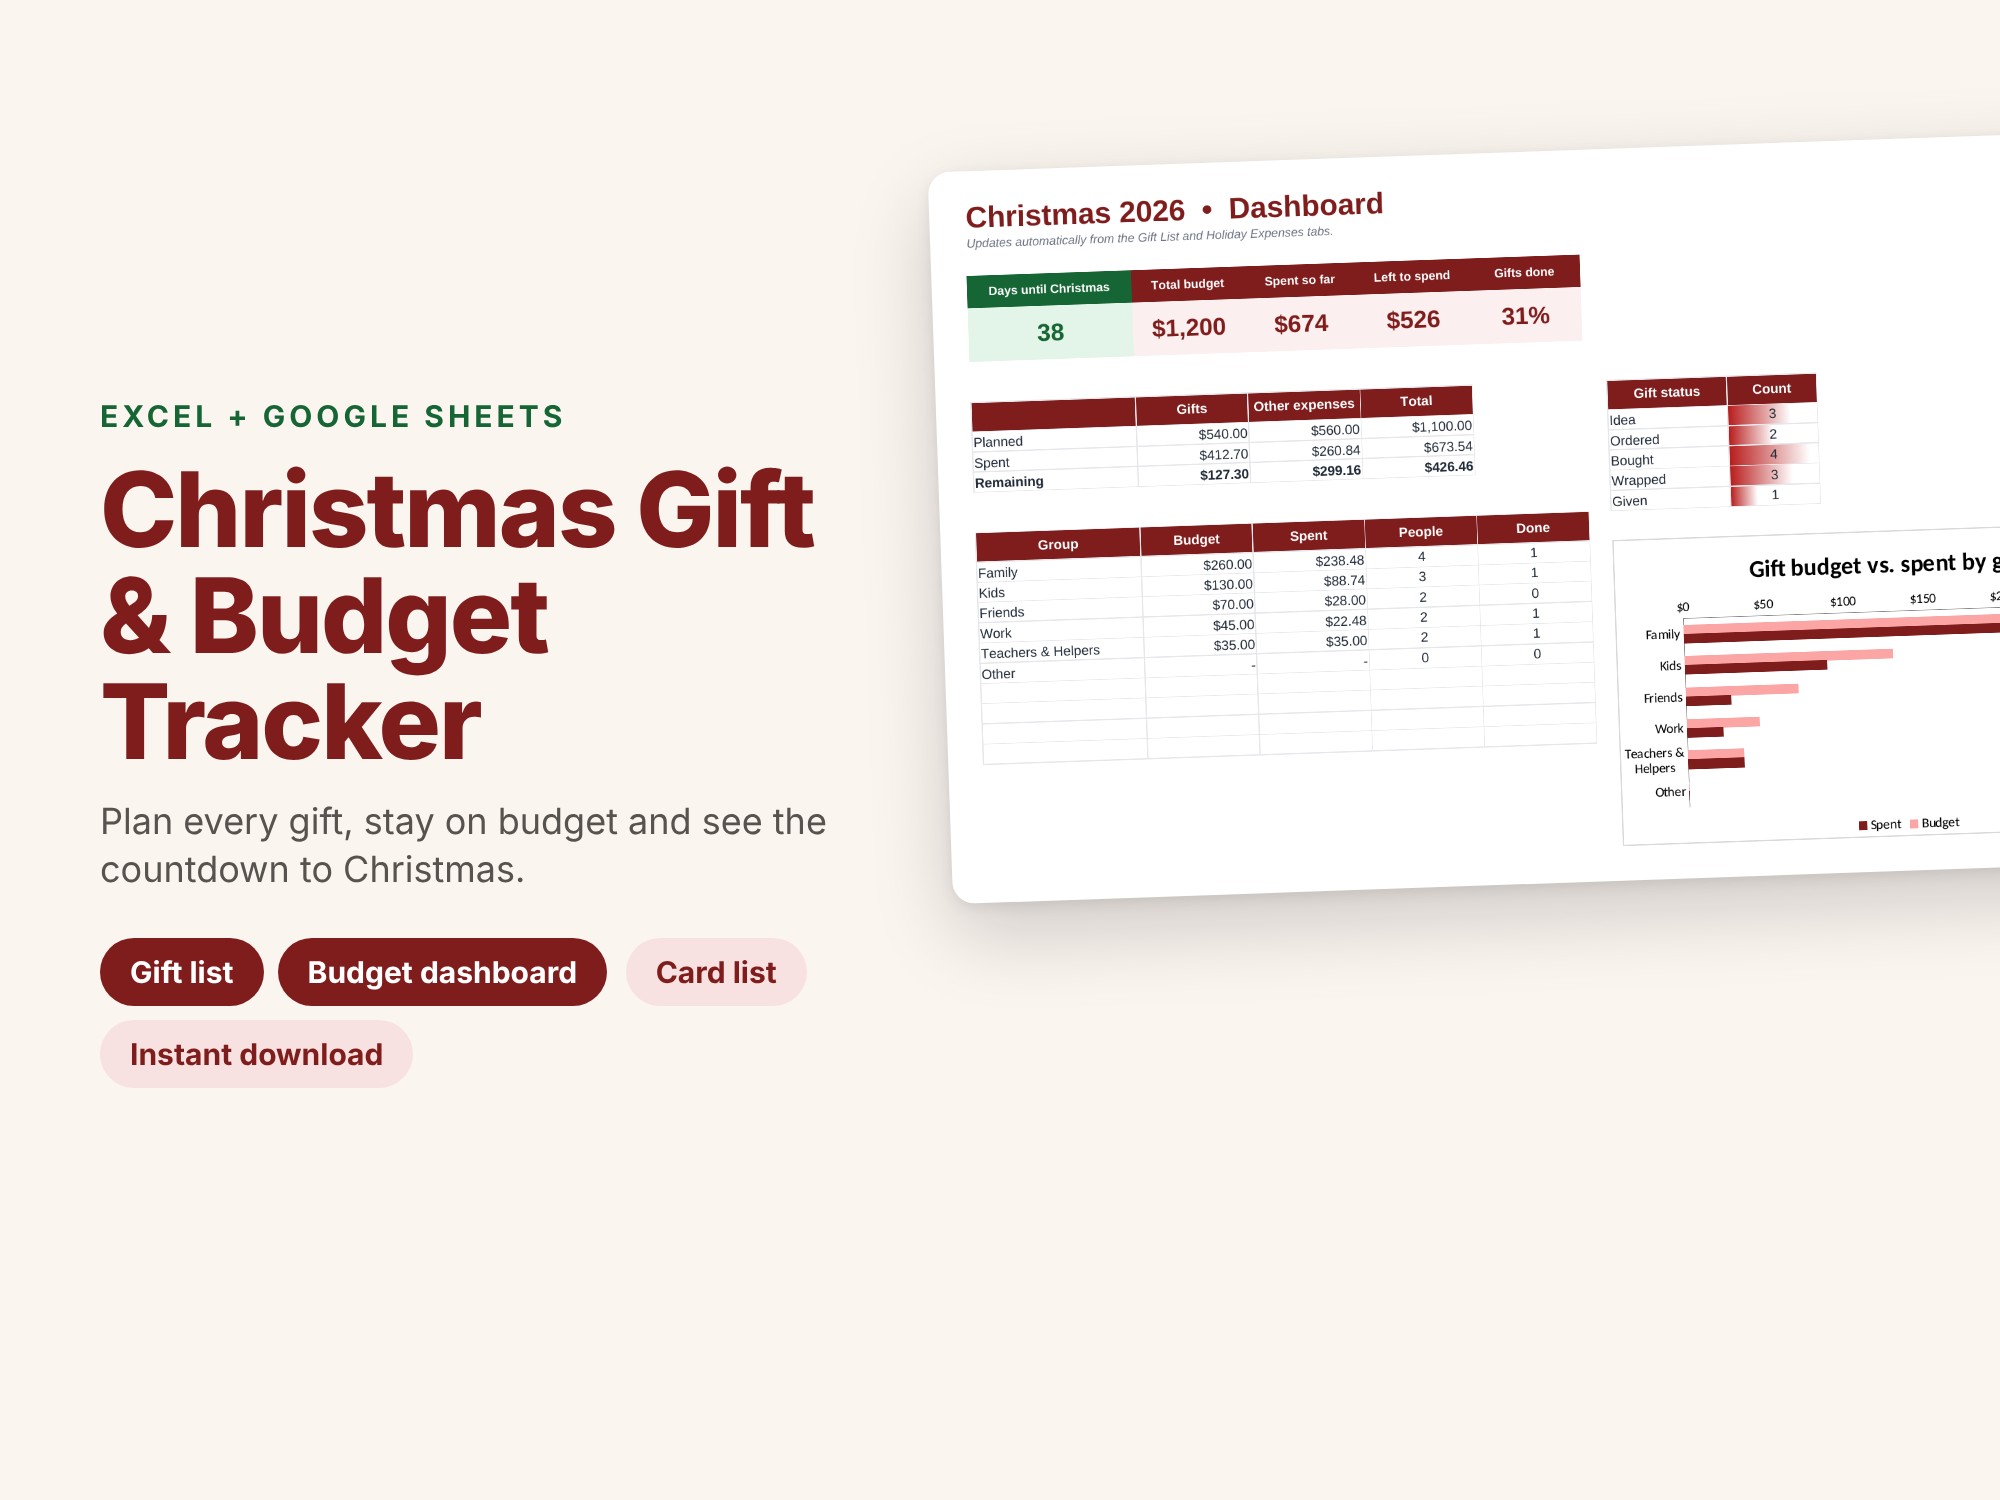 EXCEL + GOOGLE SHEETS
Christmas Gift
& Budget
Tracker
Plan every gift, stay on budget and see the
countdown to Christmas.
Gift list
Budget dashboard
Card list
Instant download
Christmas 2026 • Dashboard
Updates automatically from the Gift List and Holiday Expenses tabs.
Days until Christmas Total budget Spent so far Left to spend Gifts done
38 $1,200 $674 $526 31%
Gifts Other expenses Total
Planned $540.00 $560.00 $1,100.00
Spent $412.70 $260.84 $673.54
Remaining $127.30 $299.16 $426.46
Gift status Count
Idea 3
Ordered 2
Bought 4
Wrapped 3
Given 1
Group Budget Spent People Done
Family $260.00 $238.48 4 1
Kids $130.00 $88.74 3 1
Friends $70.00 $28.00 2 0
Work $45.00 $22.48 2 1
Teachers & Helpers $35.00 $35.00 2 1
Other - - 0 0
Gift budget vs. spent by g
$0 $50 $100 $150 $2
Family
Kids
Friends
Work
Teachers &
Helpers
Other
Spent Budget